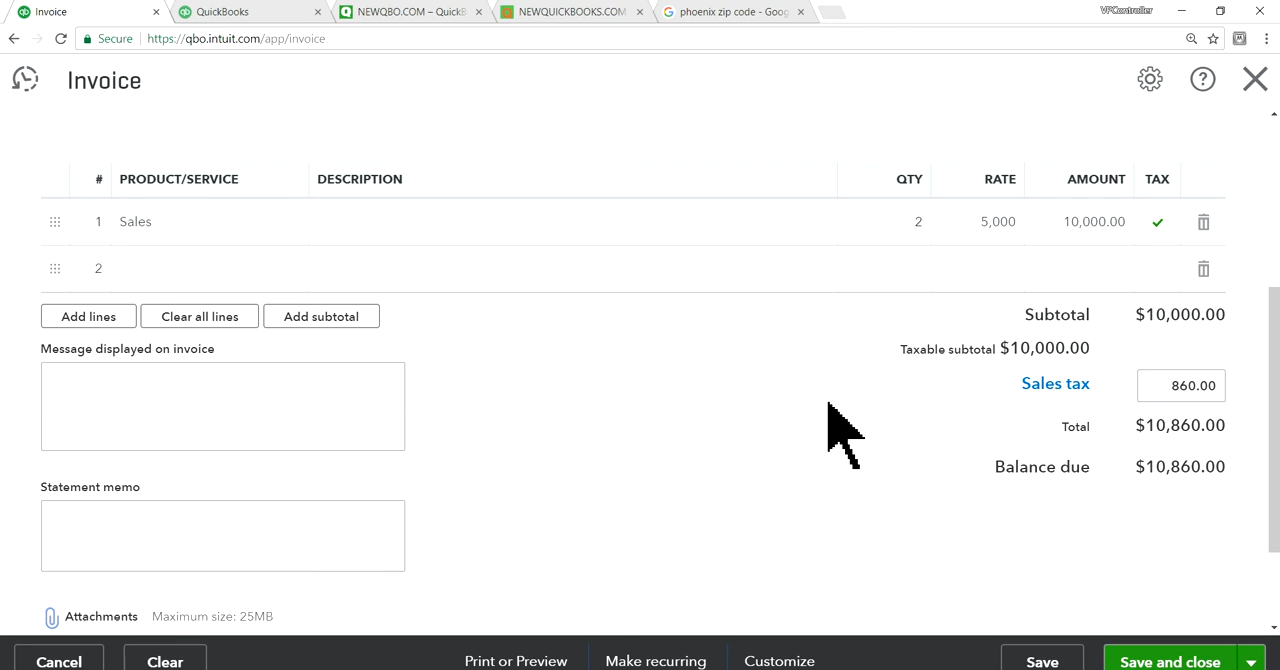 Invoice
QuickBooks
NEWQBO.COM – QuickB
NEWQUICKBOOKS.COM
phoenix zip code - Goog
VPController
Secure https://qbo.intuit.com/app/invoice
Invoice
# PRODUCT/SERVICE DESCRIPTION QTY RATE AMOUNT TAX
1 Sales 2 5,000 10,000.00
2
Add lines Clear all lines Add subtotal
Subtotal $10,000.00
Message displayed on invoice
Taxable subtotal $10,000.00
Sales tax 860.00
Total $10,860.00
Balance due $10,860.00
Statement memo
Attachments Maximum size: 25MB
Cancel Clear Print or Preview Make recurring Customize Save Save and close